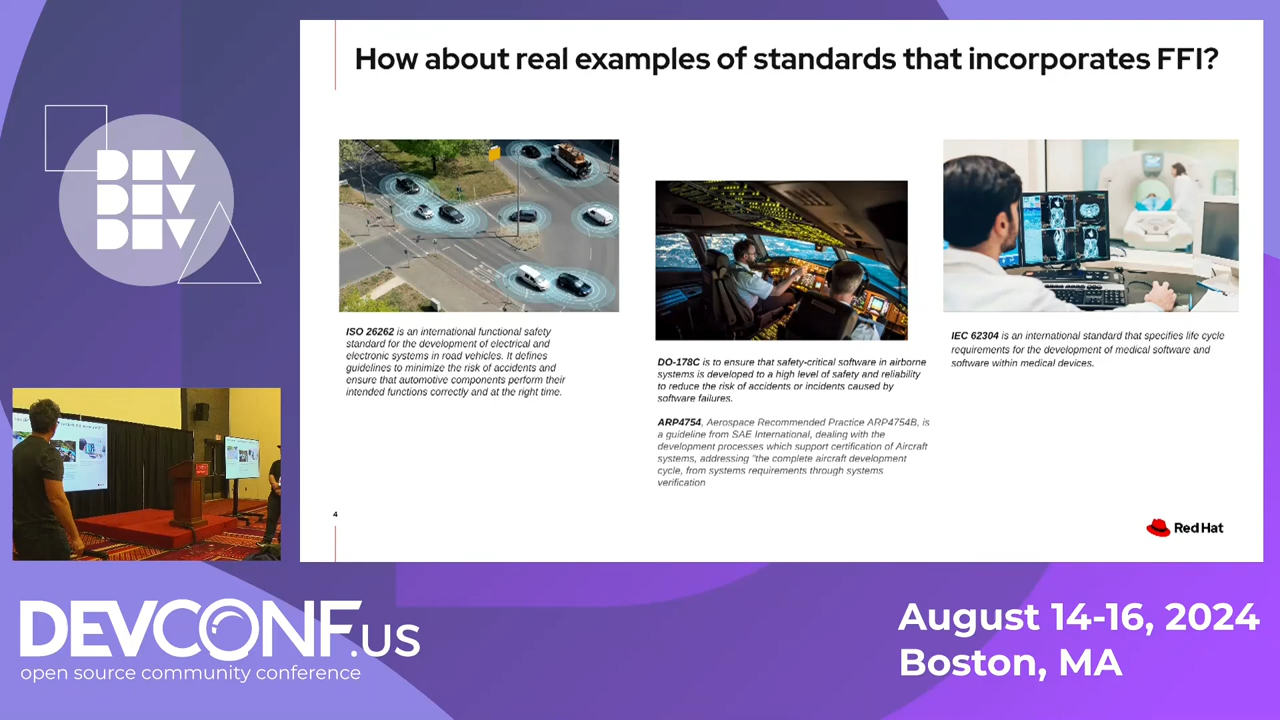 How about real examples of standards that incorporates FFI?
DEV
DEV
DEV
ISO 26262 is an international functional safety
standard for the development of electrical and
electronic systems in road vehicles. It defines
guidelines to minimize the risk of accidents and
ensure that automotive components perform their
intended functions correctly and at the right time.
DO-178C is to ensure that safety-critical software in airborne
systems is developed to a high level of safety and reliability
to reduce the risk of accidents or incidents caused by
software failures.
ARP4754, Aerospace Recommended Practice ARP4754B, is
a guideline from SAE International, dealing with the
development processes which support certification of Aircraft
systems, addressing "the complete aircraft development
cycle, from systems requirements through systems
verification
IEC 62304 is an international standard that specifies life cycle
requirements for the development of medical software and
software within medical devices.
4
Red Hat
DEVCONF.us
open source community conference
August 14-16, 2024
Boston, MA